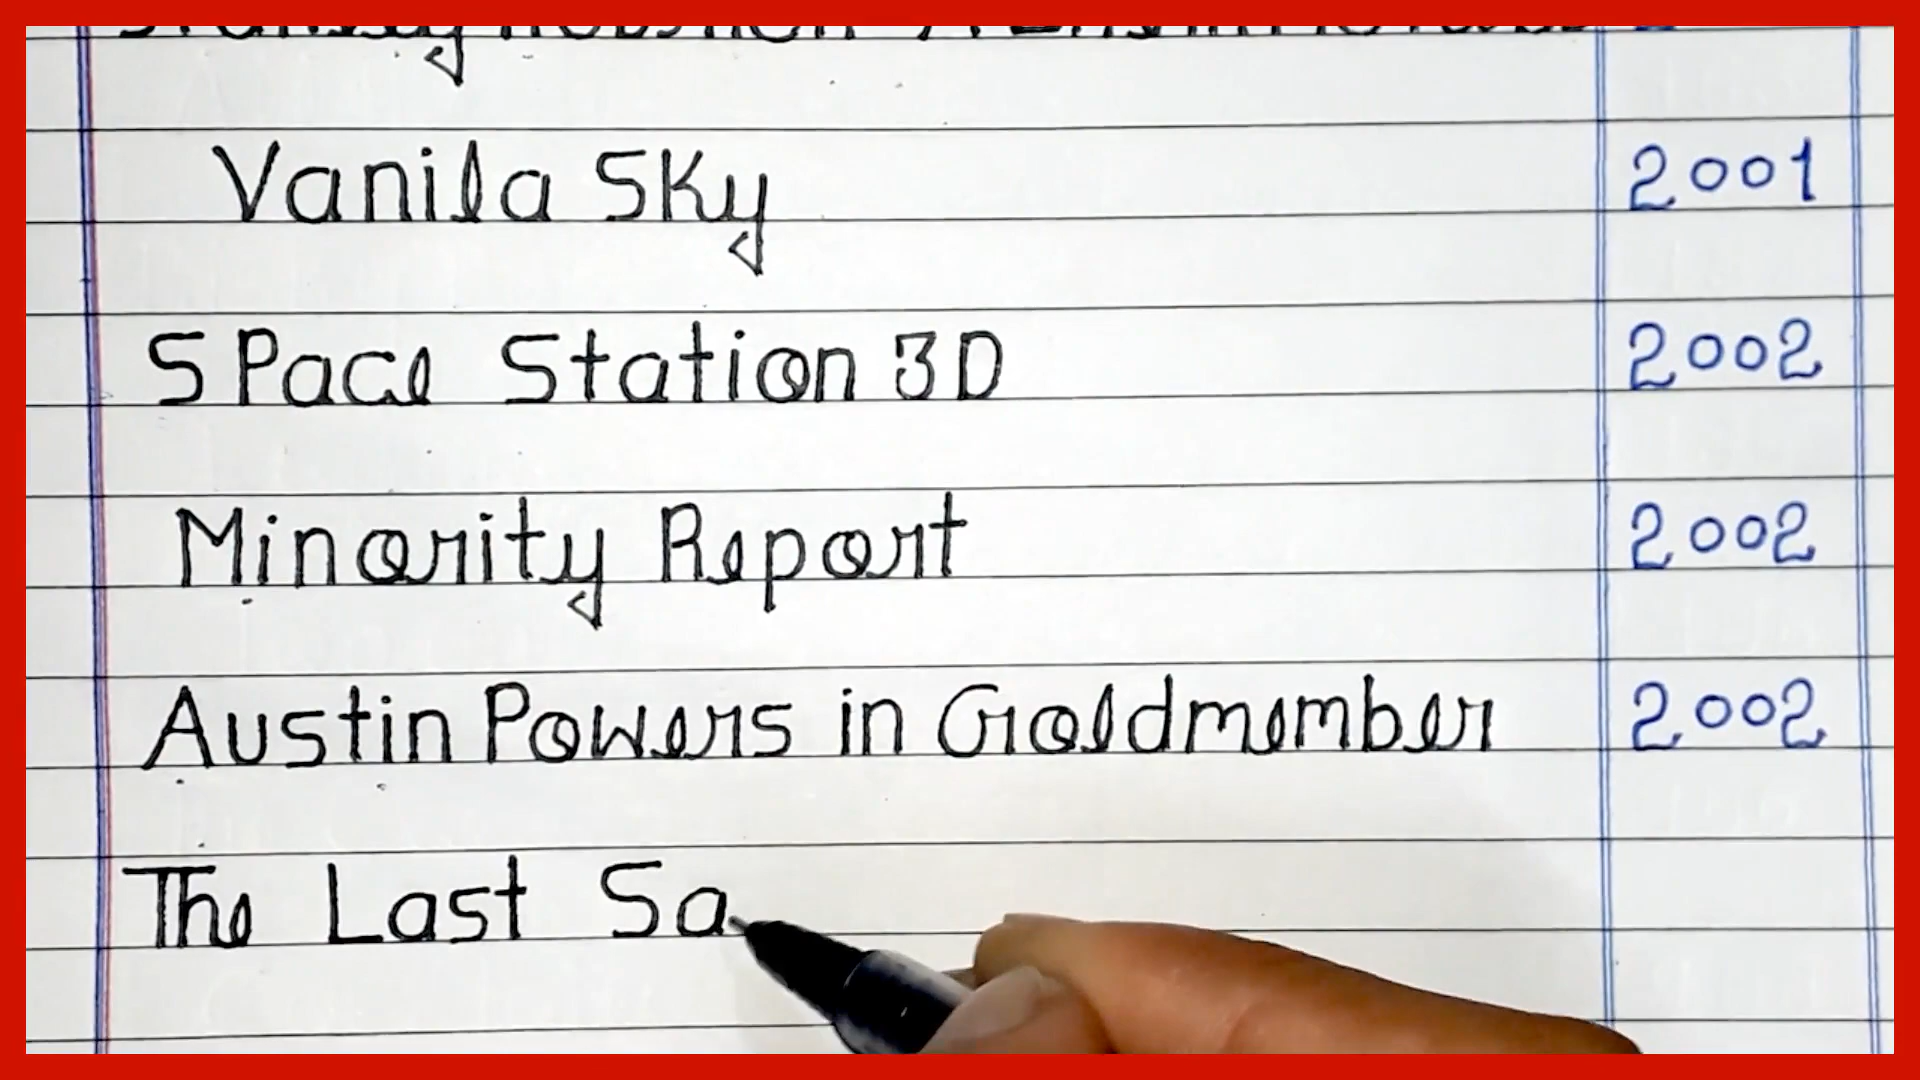 Vanila Sky 2001
Space Station 3D 2002
Minority Report 2002
Austin Powers in Goldmember 2002
The Last Sa